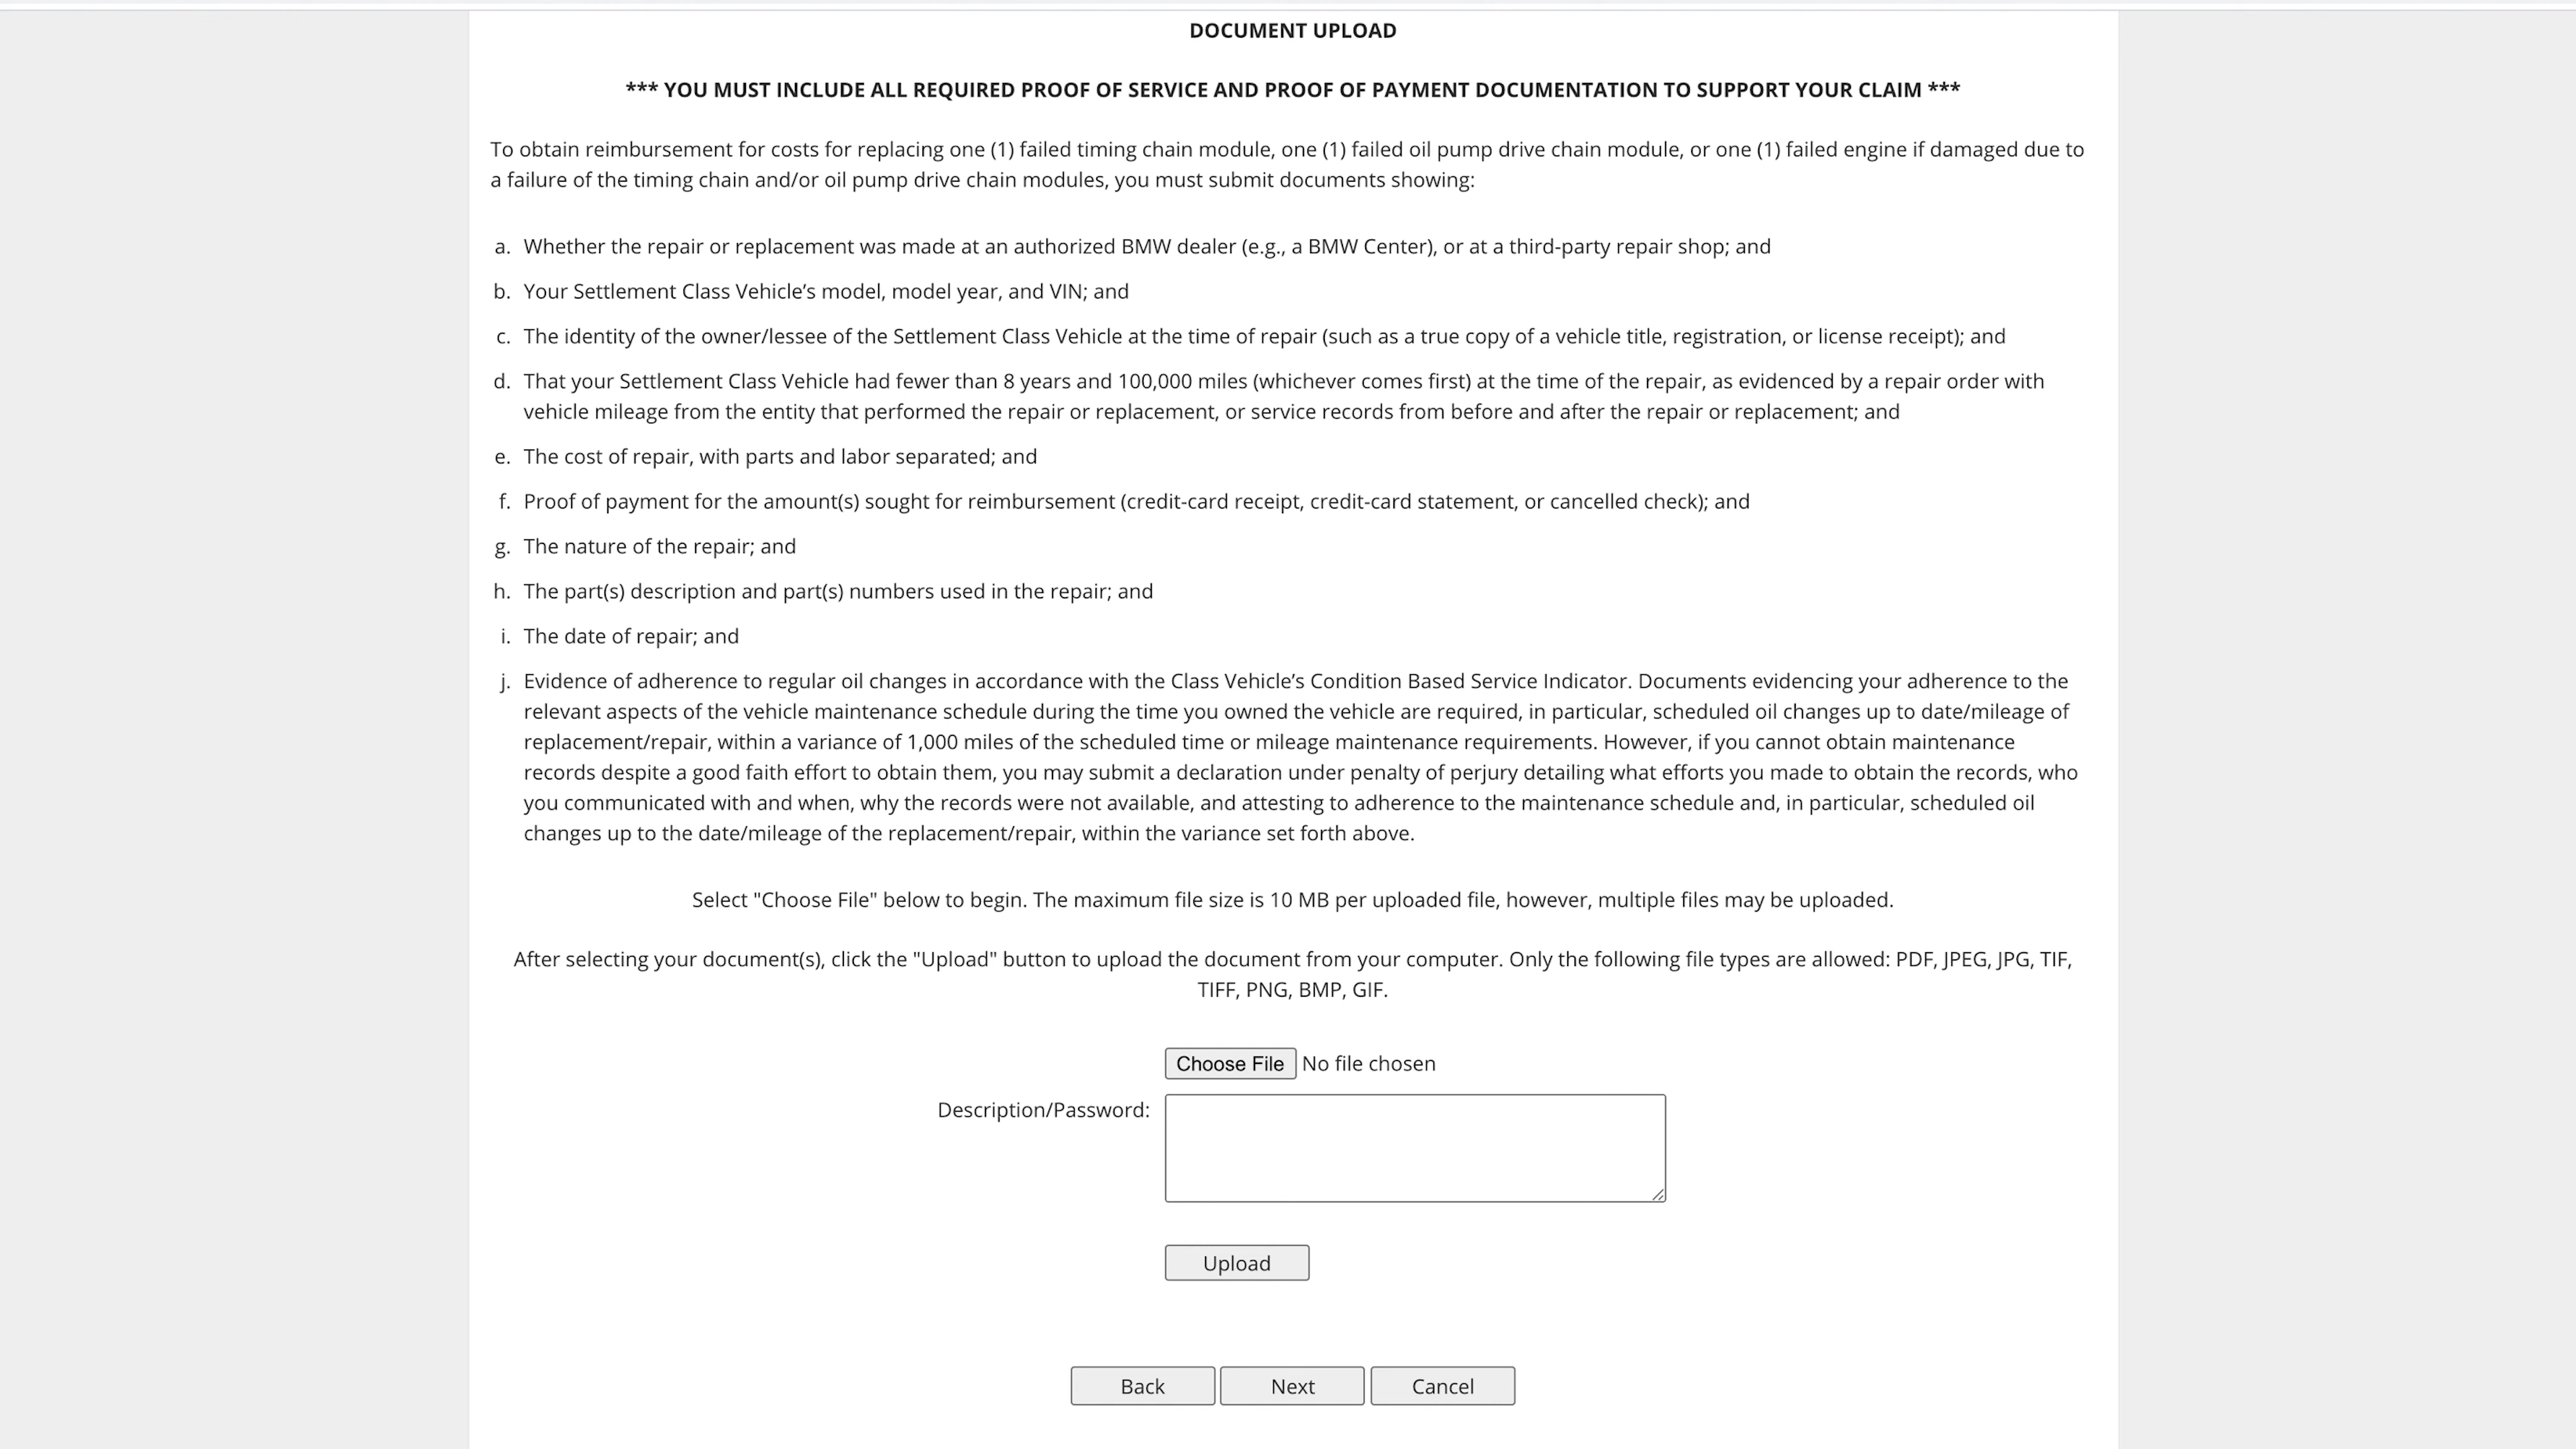 DOCUMENT UPLOAD
*** YOU MUST INCLUDE ALL REQUIRED PROOF OF SERVICE AND PROOF OF PAYMENT DOCUMENTATION TO SUPPORT YOUR CLAIM ***
To obtain reimbursement for costs for replacing one (1) failed timing chain module, one (1) failed oil pump drive chain module, or one (1) failed engine if damaged due to
a failure of the timing chain and/or oil pump drive chain modules, you must submit documents showing:
a. Whether the repair or replacement was made at an authorized BMW dealer (e.g., a BMW Center), or at a third-party repair shop; and
b. Your Settlement Class Vehicle’s model, model year, and VIN; and
c. The identity of the owner/lessee of the Settlement Class Vehicle at the time of repair (such as a true copy of a vehicle title, registration, or license receipt); and
d. That your Settlement Class Vehicle had fewer than 8 years and 100,000 miles (whichever comes first) at the time of the repair, as evidenced by a repair order with
vehicle mileage from the entity that performed the repair or replacement, or service records from before and after the repair or replacement; and
e. The cost of repair, with parts and labor separated; and
f. Proof of payment for the amount(s) sought for reimbursement (credit-card receipt, credit-card statement, or cancelled check); and
g. The nature of the repair; and
h. The part(s) description and part(s) numbers used in the repair; and
i. The date of repair; and
j. Evidence of adherence to regular oil changes in accordance with the Class Vehicle’s Condition Based Service Indicator. Documents evidencing your adherence to the
relevant aspects of the vehicle maintenance schedule during the time you owned the vehicle are required, in particular, scheduled oil changes up to date/mileage of
replacement/repair, within a variance of 1,000 miles of the scheduled time or mileage maintenance requirements. However, if you cannot obtain maintenance
records despite a good faith effort to obtain them, you may submit a declaration under penalty of perjury detailing what efforts you made to obtain the records, who
you communicated with and when, why the records were not available, and attesting to adherence to the maintenance schedule and, in particular, scheduled oil
changes up to the date/mileage of the replacement/repair, within the variance set forth above.
Select "Choose File" below to begin. The maximum file size is 10 MB per uploaded file, however, multiple files may be uploaded.
After selecting your document(s), click the "Upload" button to upload the document from your computer. Only the following file types are allowed: PDF, JPEG, JPG, TIF,
TIFF, PNG, BMP, GIF.
Choose File No file chosen
Description/Password:
Upload
Back Next Cancel